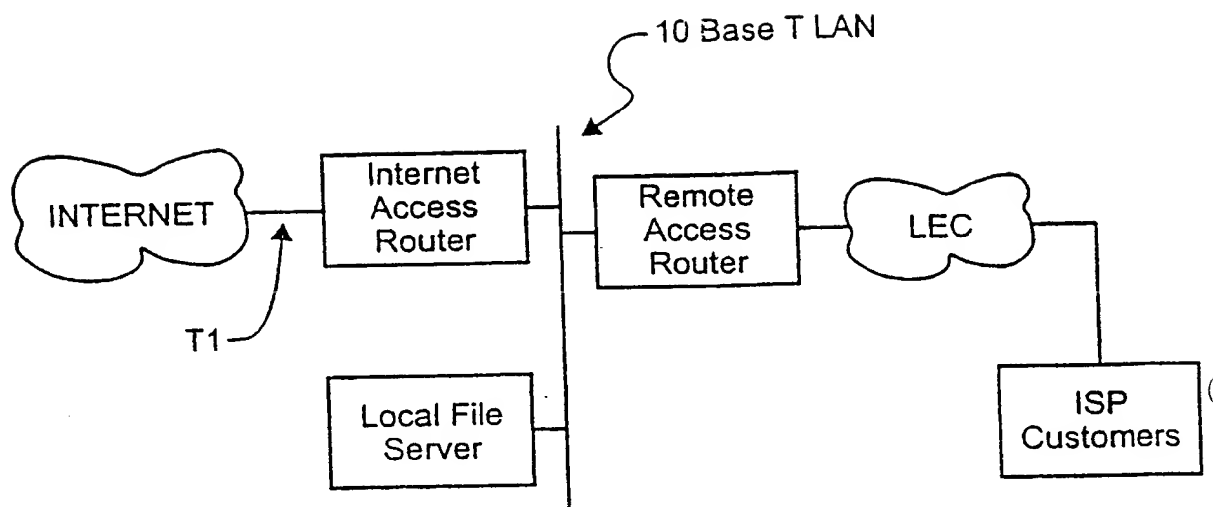 10 Base T LAN
INTERNET
Internet
Access
Router
Remote
Access
Router
LEC
T1
Local File
Server
ISP
Customers